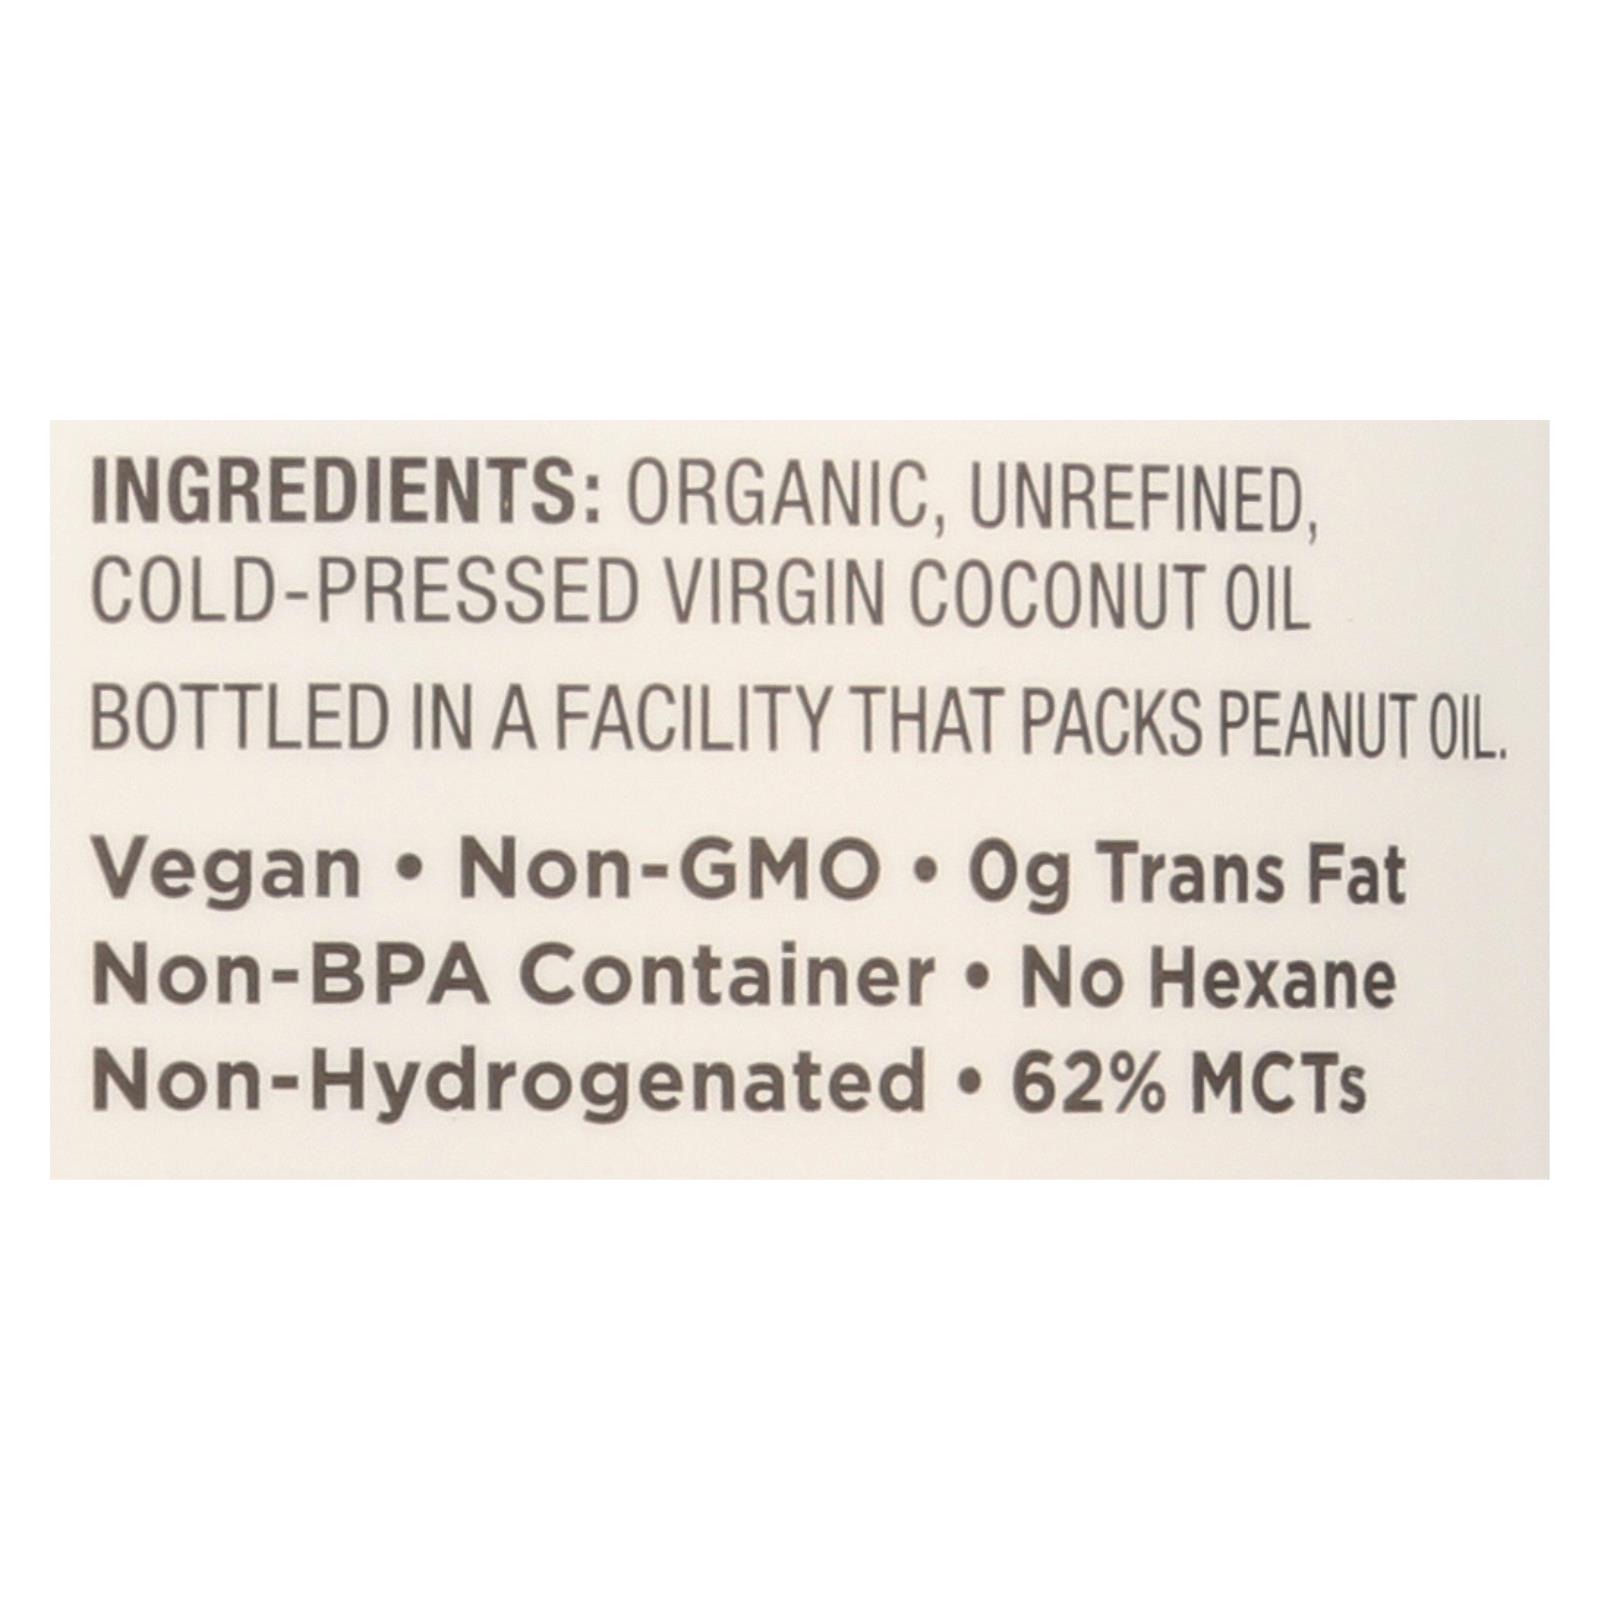 INGREDIENTS: ORGANIC, UNREFINED,
COLD-PRESSED VIRGIN COCONUT OIL
BOTTLED IN A FACILITY THAT PACKS PEANUT OIL.
Vegan • Non-GMO • 0g Trans Fat
Non-BPA Container • No Hexane
Non-Hydrogenated • 62% MCTs